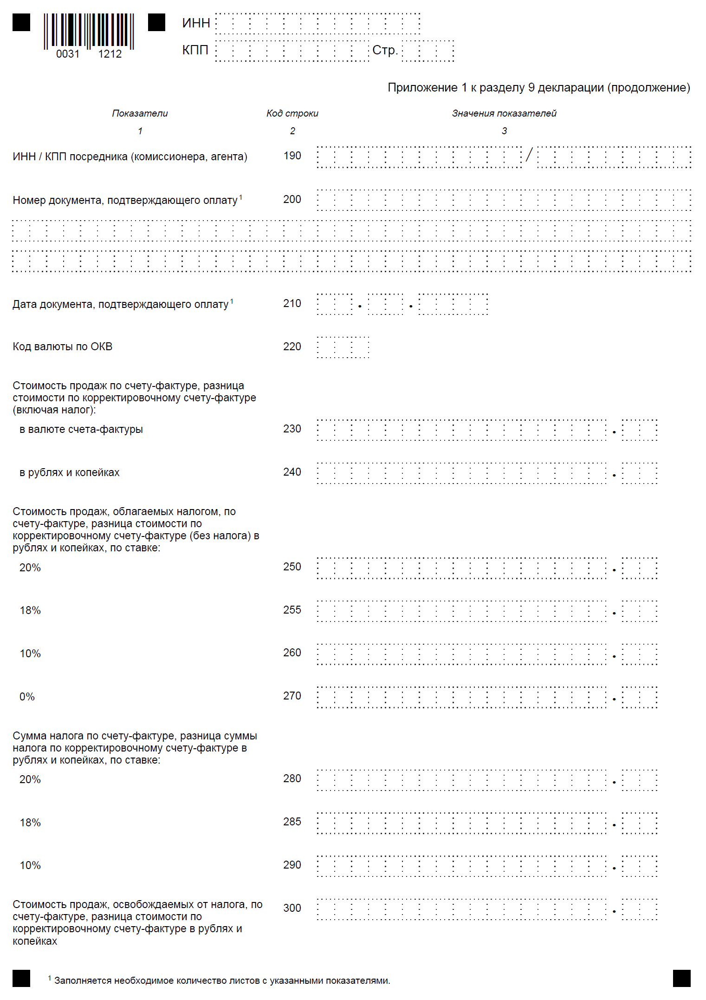 ИНН
КПП Стр.
0031 1212
Приложение 1 к разделу 9 декларации (продолжение)
Показатели Код строки Значения показателей
1 2 3
ИНН / КПП посредника (комиссионера, агента) 190 /
Номер документа, подтверждающего оплату 1 200
Дата документа, подтверждающего оплату 1 210 . .
Код валюты по ОКВ 220
Стоимость продаж по счету-фактуре, разница
стоимости по корректировочному счету-фактуре
(включая налог):
в валюте счета-фактуры 230 .
в рублях и копейках 240 .
Стоимость продаж, облагаемых налогом, по
счету-фактуре, разница стоимости по
корректировочному счету-фактуре (без налога) в
рублях и копейках, по ставке:
20% 250 .
18% 255 .
10% 260 .
0% 270 .
Сумма налога по счету-фактуре, разница суммы
налога по корректировочному счету-фактуре в
рублях и копейках, по ставке:
20% 280 .
18% 285 .
10% 290 .
Стоимость продаж, освобождаемых от налога, по 300 .
счету-фактуре, разница стоимости по
корректировочному счету-фактуре в рублях и
копейках
1 Заполняется необходимое количество листов с указанными показателями.